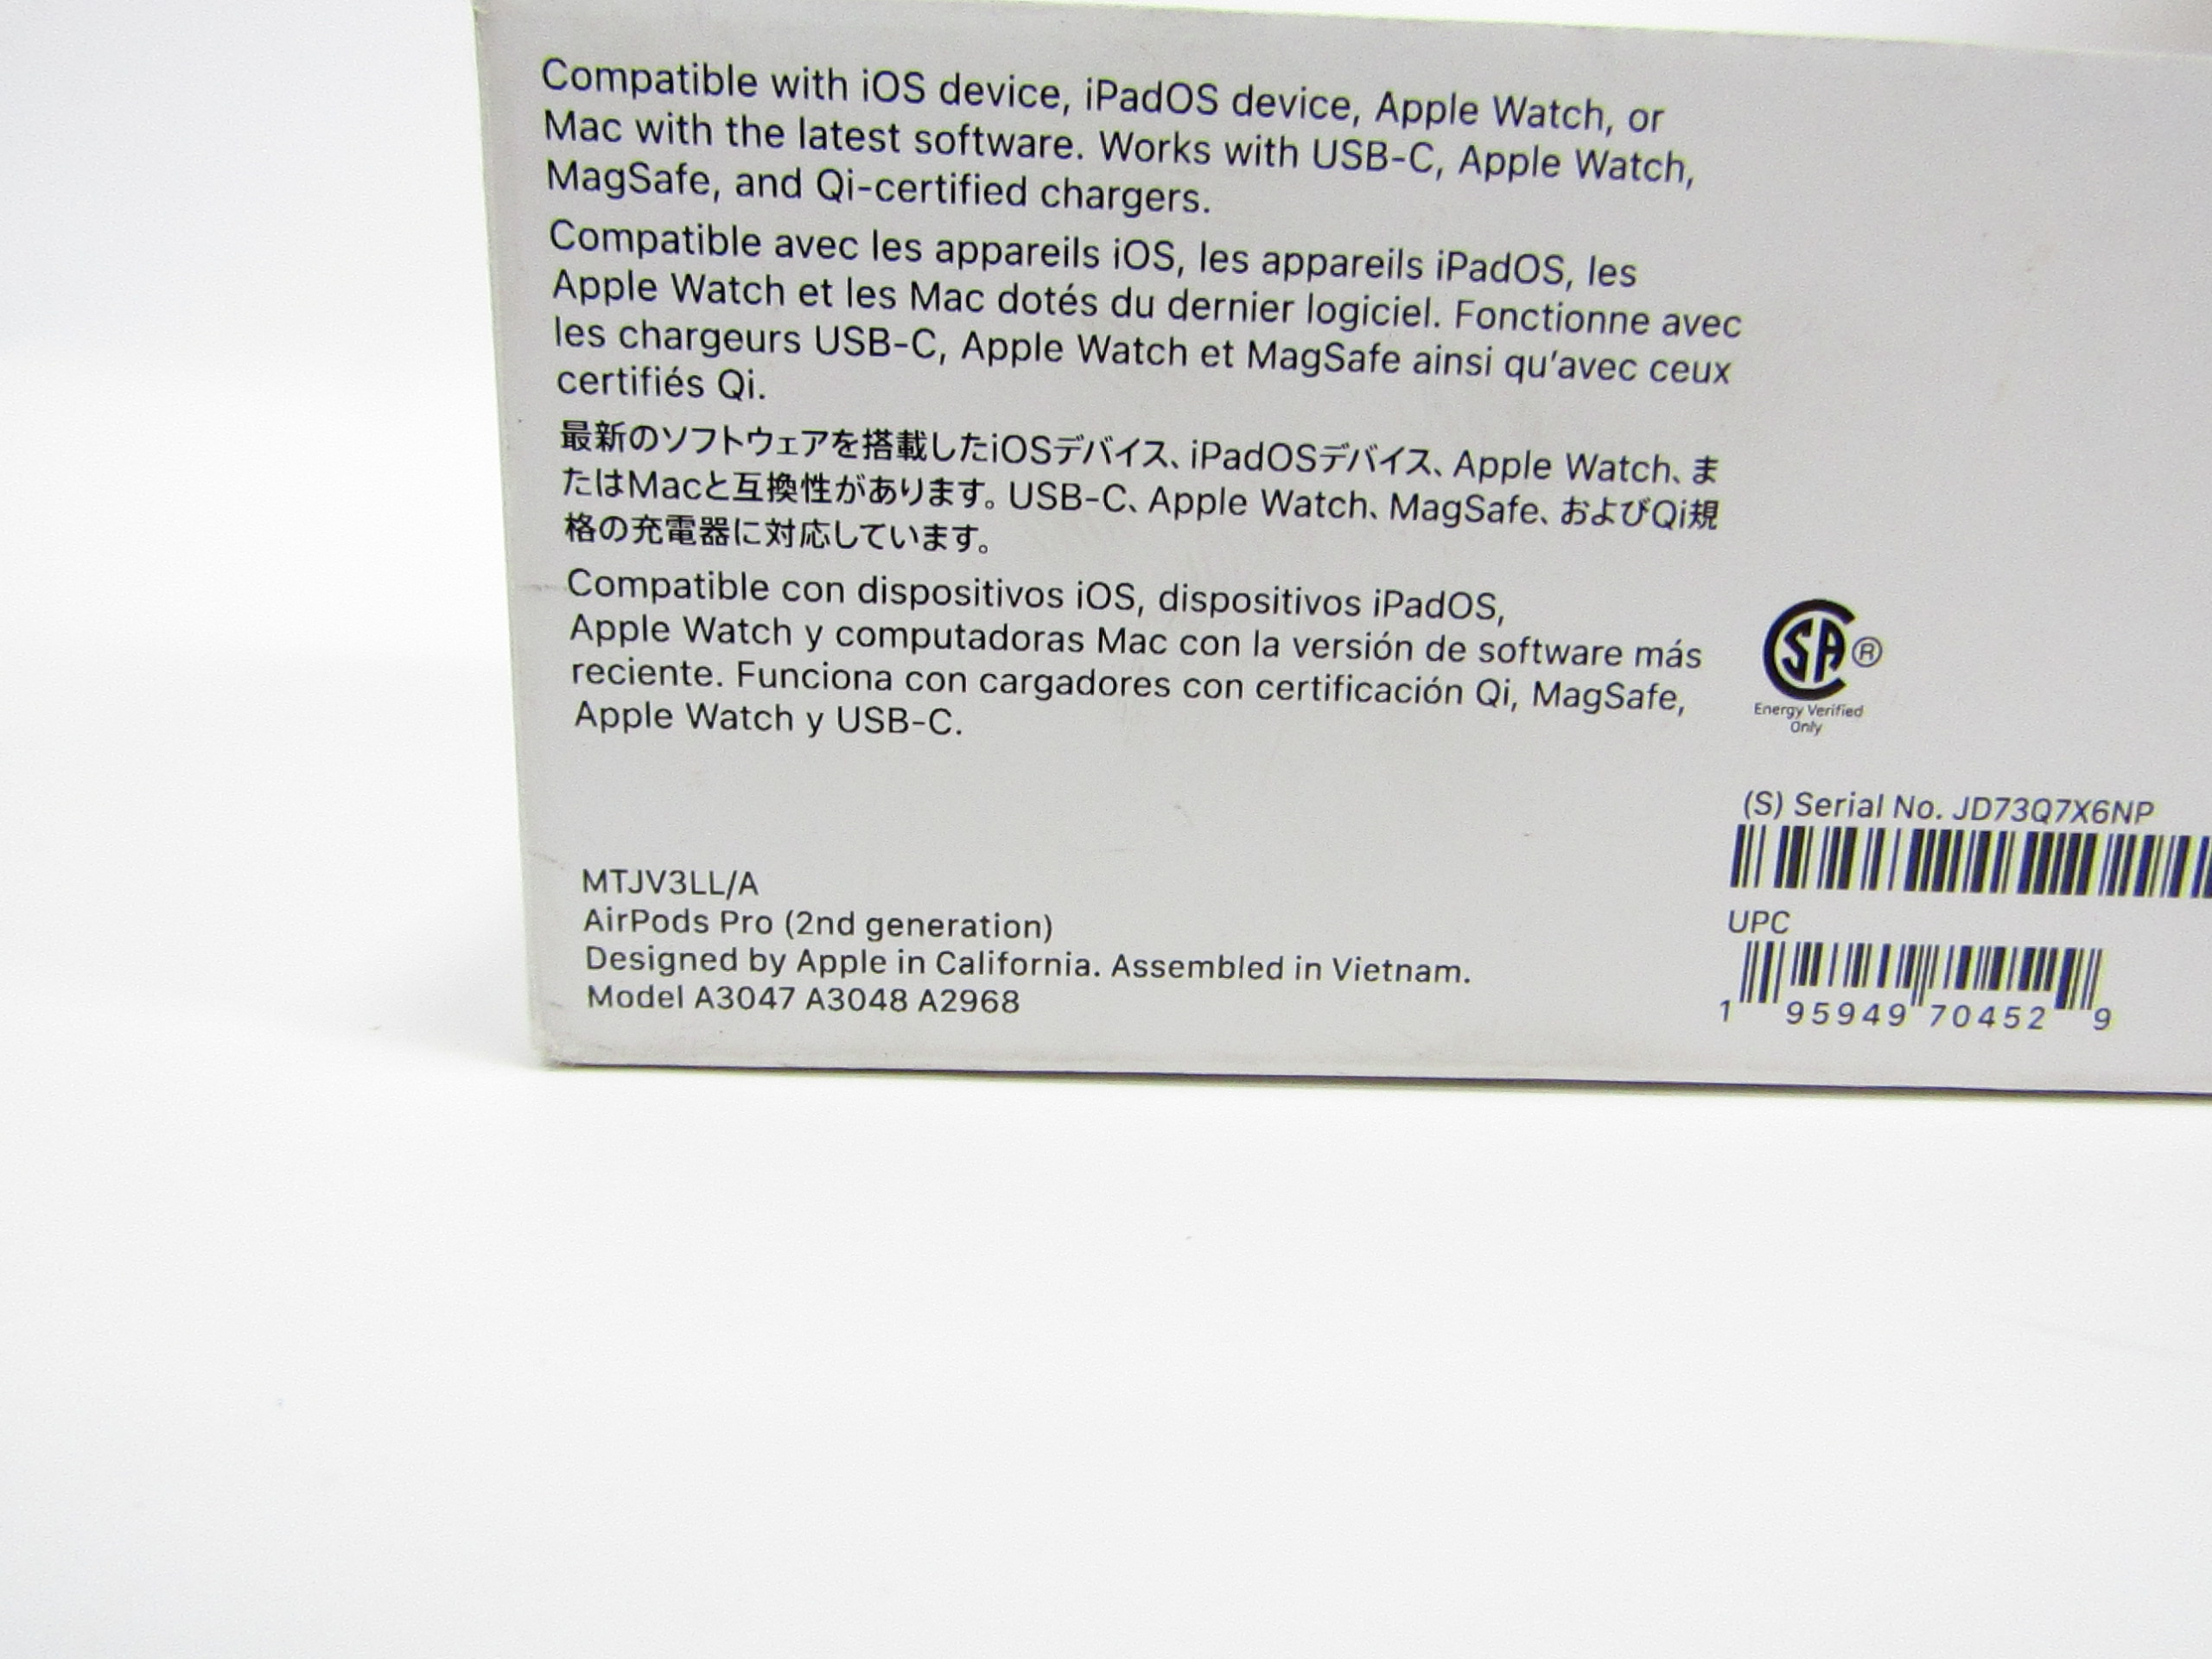 Compatible with iOS device, iPadOS device, Apple Watch, or
Mac with the latest software. Works with USB-C, Apple Watch,
MagSafe, and Qi-certified chargers.
Compatible avec les appareils iOS, les appareils iPadOS, les
Apple Watch et les Mac dotés du dernier logiciel. Fonctionne avec
les chargeurs USB-C, Apple Watch et MagSafe ainsi qu’avec ceux
certifiés Qi.
最新のソフトウェアを搭載したiOSデバイス、iPadOSデバイス、Apple Watch、ま
たはMacと互換性があります。USB-C、Apple Watch、MagSafe、およびQi規
格の充電器に対応しています。
Compatible con dispositivos iOS, dispositivos iPadOS,
Apple Watch y computadoras Mac con la versión de software más
reciente. Funciona con cargadores con certificación Qi, MagSafe,
Apple Watch y USB-C.
CSA ®
Energy Verified
Only
MTJV3LL/A
AirPods Pro (2nd generation)
Designed by Apple in California. Assembled in Vietnam.
Model A3047 A3048 A2968
(S) Serial No. JD73Q7X6NP
UPC
1 95949 70452 9